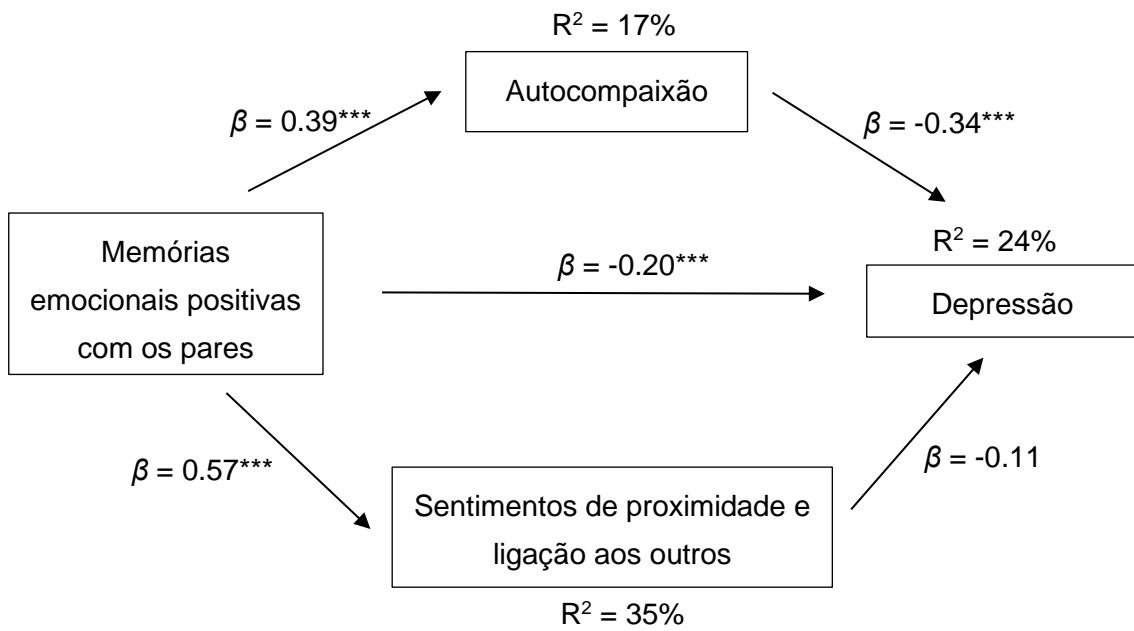 R² = 17%
Autocompaixão
β = 0.39***
β = -0.34***
Memórias
emocionais positivas
com os pares
β = -0.20***
R² = 24%
Depressão
β = 0.57***
β = -0.11
Sentimentos de proximidade e
ligação aos outros
R² = 35%